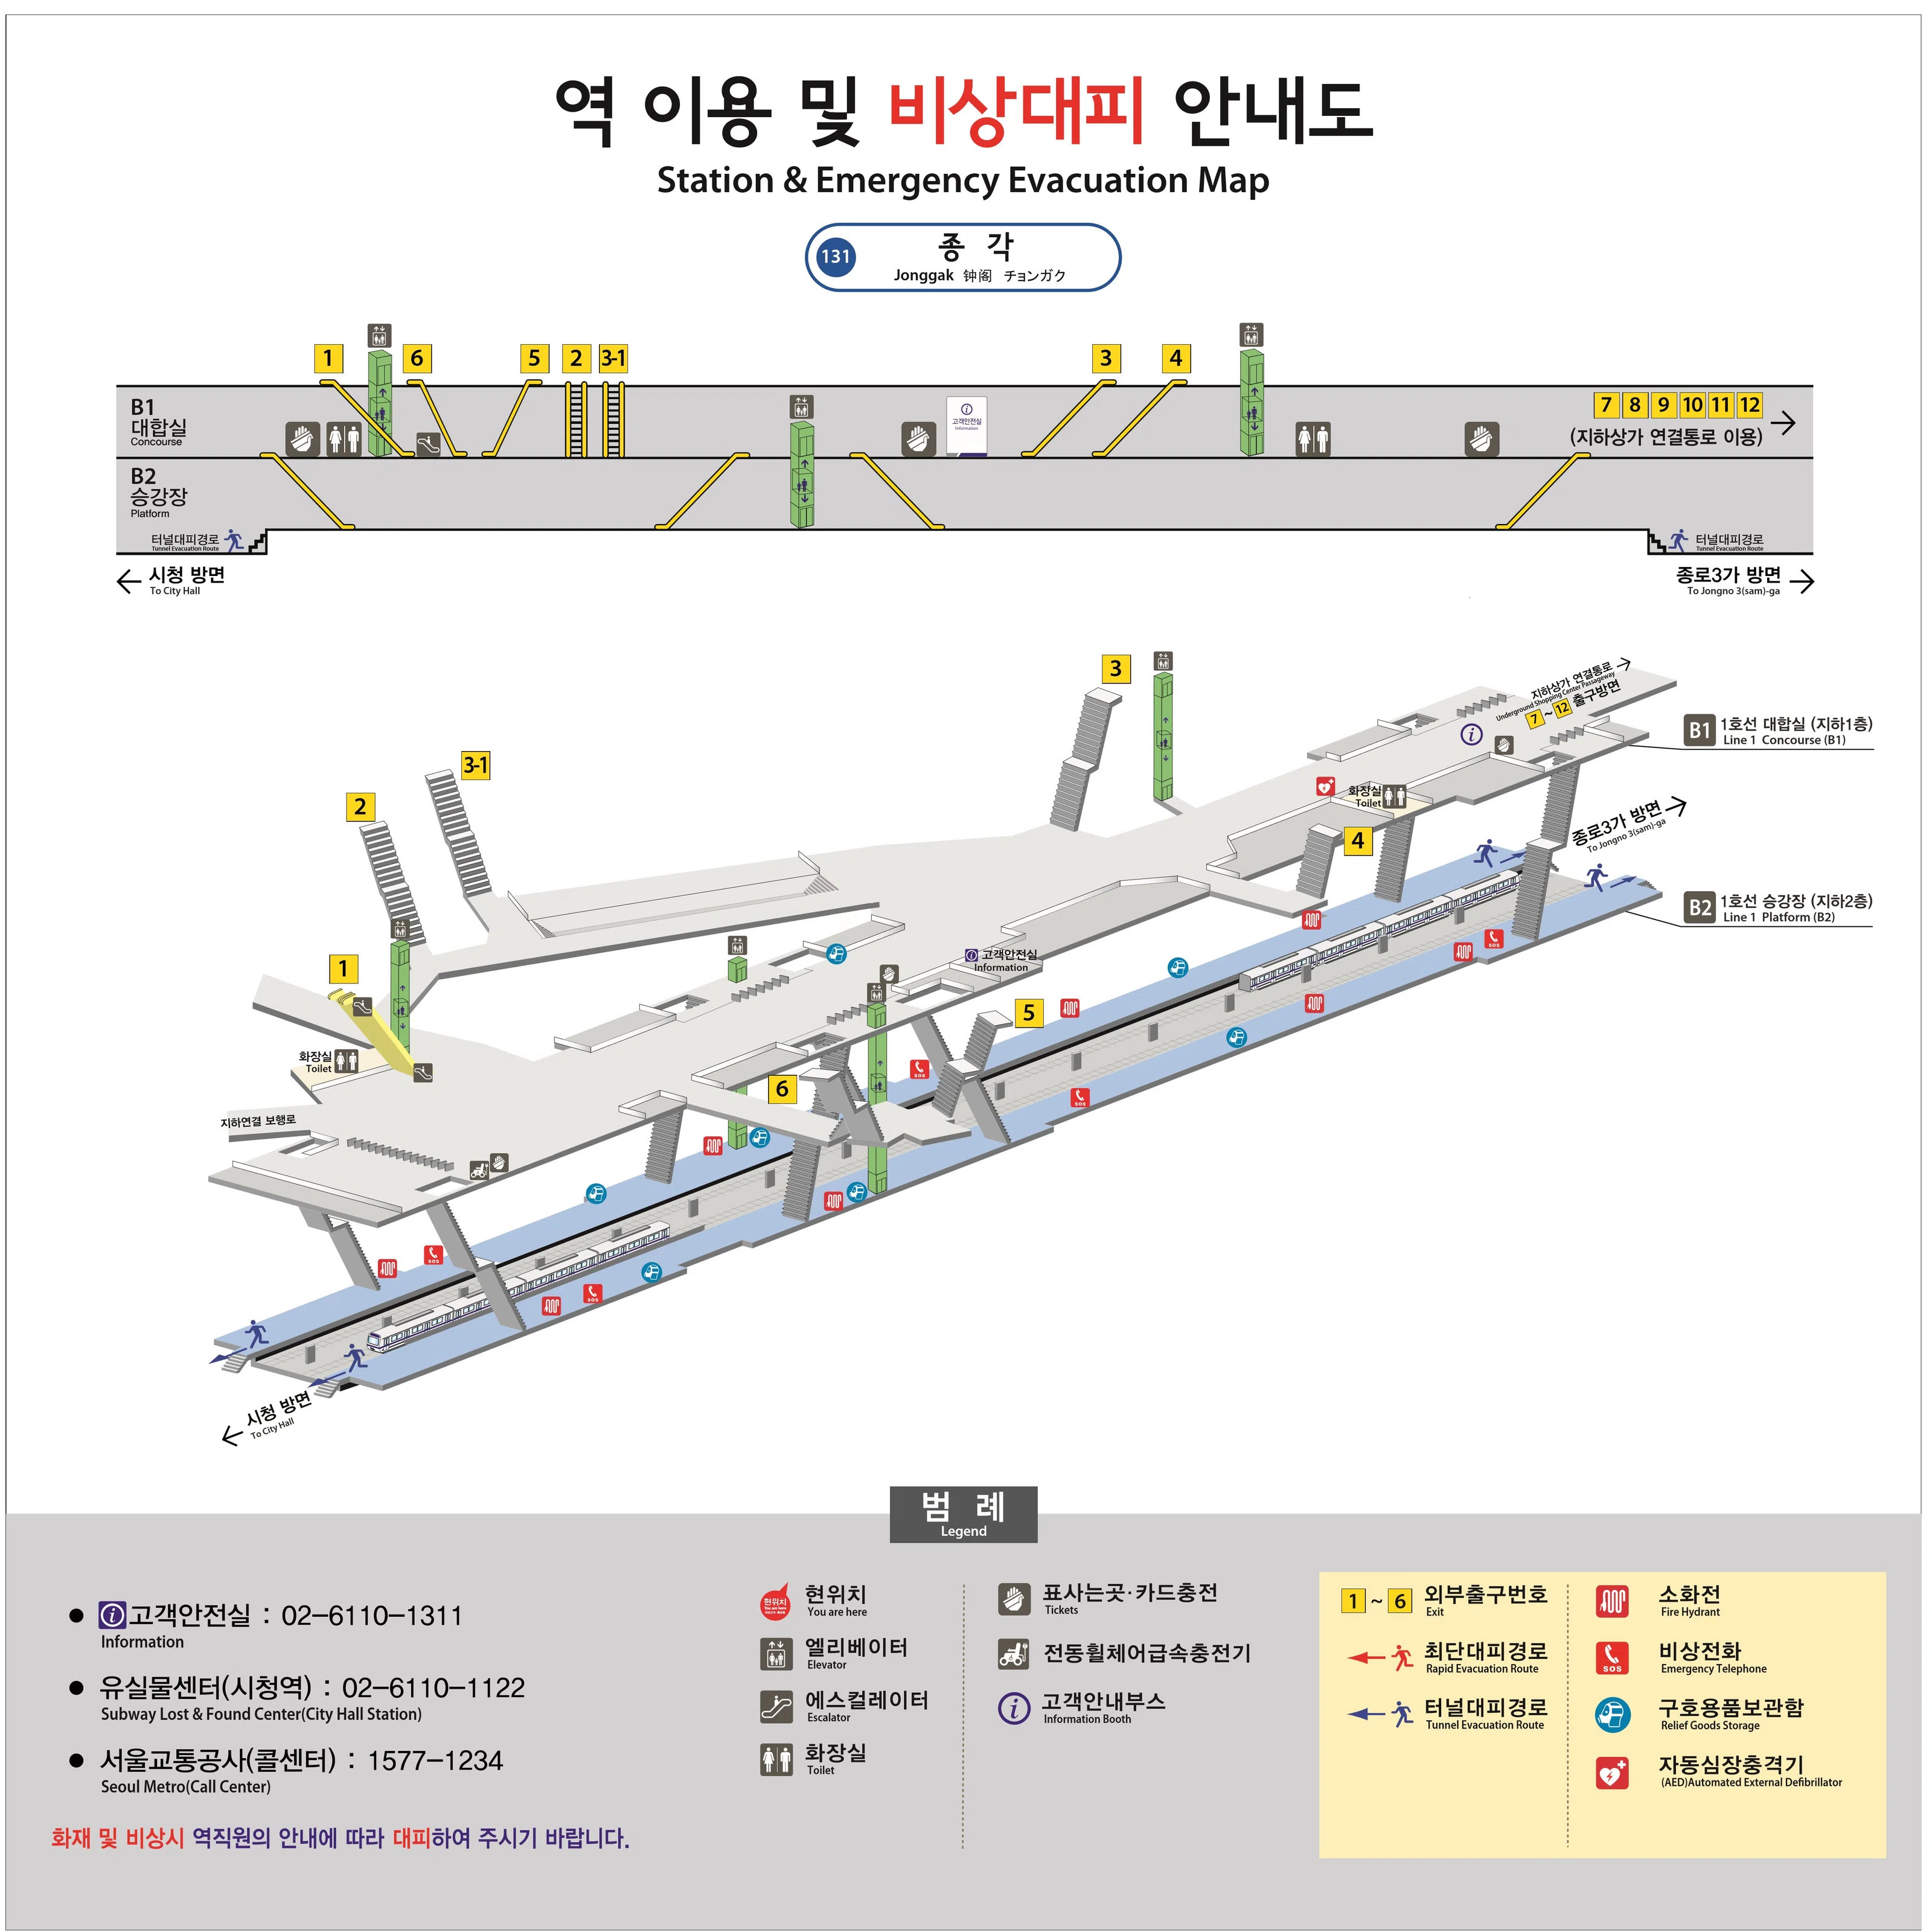 역 이용 및 비상대피 안내도
Station & Emergency Evacuation Map
131
종 각
Jonggak 钟阁 チョンガク
1
6
5
2
3-1
3
4
B1
대합실
Concourse
i
고객안전실
Information
7 8 9 10 11 12
(지하상가 연결통로 이용)
B2
승강장
Platform
터널대피경로
Tunnel Evacuation Route
터널대피경로
Tunnel Evacuation Route
시청 방면
To City Hall
종로3가 방면
To Jongno 3(sam)-ga
3
지하상가 연결통로
Underground Shopping Center Passageway
7 ~ 12 출구방면
i
B1 1호선 대합실 (지하1층)
Line 1 Concourse (B1)
3-1
2
화장실
Toilet
4
종로3가 방면
To Jongno 3(sam)-ga
B2 1호선 승강장 (지하2층)
Line 1 Platform (B2)
SOS
1
i 고객안전실
Information
5
화장실
Toilet
6
SOS
SOS
지하연결 보행로
SOS
SOS
시청 방면
To City Hall
범 례
Legend
i 고객안전실 : 02-6110-1311
Information
유실물센터(시청역) : 02-6110-1122
Subway Lost & Found Center(City Hall Station)
서울교통공사(콜센터) : 1577-1234
Seoul Metro(Call Center)
화재 및 비상시 역직원의 안내에 따라 대피하여 주시기 바랍니다.
현위치
You are here
현위치
You are here
엘리베이터
Elevator
에스컬레이터
Escalator
화장실
Toilet
표사는곳·카드충전
Tickets
전동휠체어급속충전기
i
고객안내부스
Information Booth
1 ~ 6 외부출구번호
Exit
최단대피경로
Rapid Evacuation Route
터널대피경로
Tunnel Evacuation Route
소화전
Fire Hydrant
SOS
비상전화
Emergency Telephone
구호용품보관함
Relief Goods Storage
자동심장충격기
(AED)Automated External Defibrillator